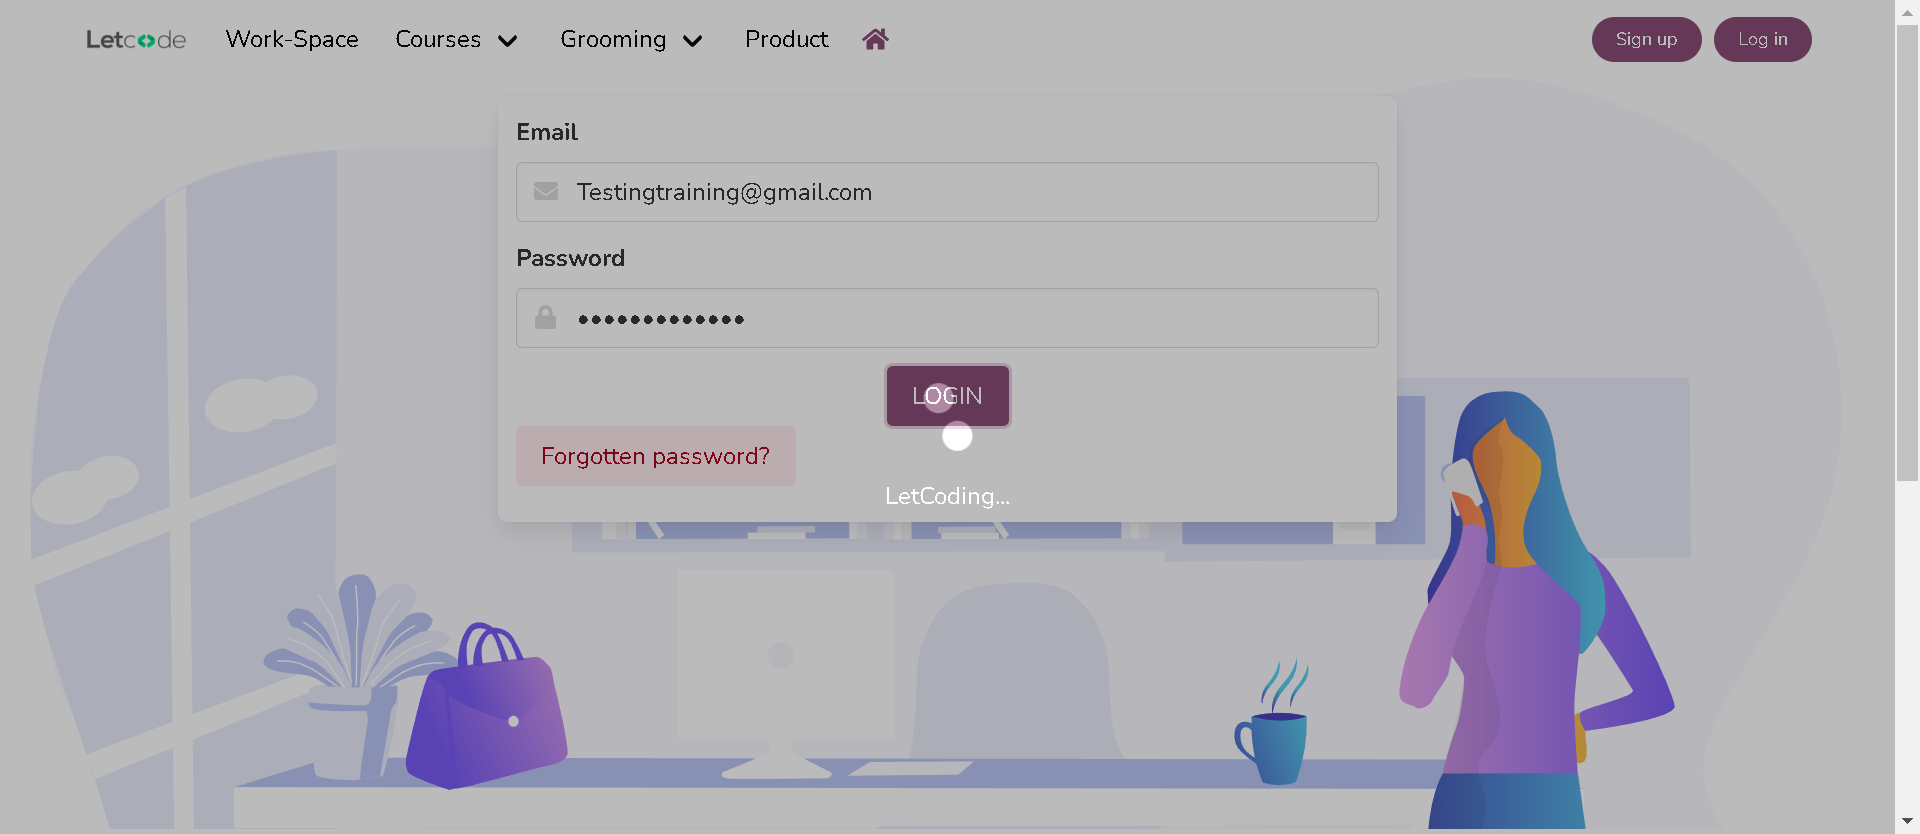 Letcode Work-Space Courses Grooming Product Sign up Log in
Email
Testingtraining@gmail.com
Password
•••••••••••••
LOGIN
Forgotten password?
LetCoding...